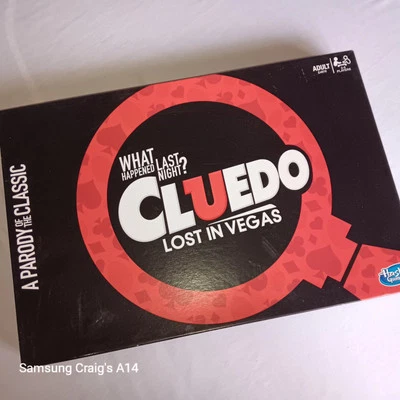 ADULT
WHAT
HAPPENED LAST
NIGHT?
CLUEDO
LOST IN VEGAS
A PARODY OF THE CLASSIC
Samsung Craig's A14